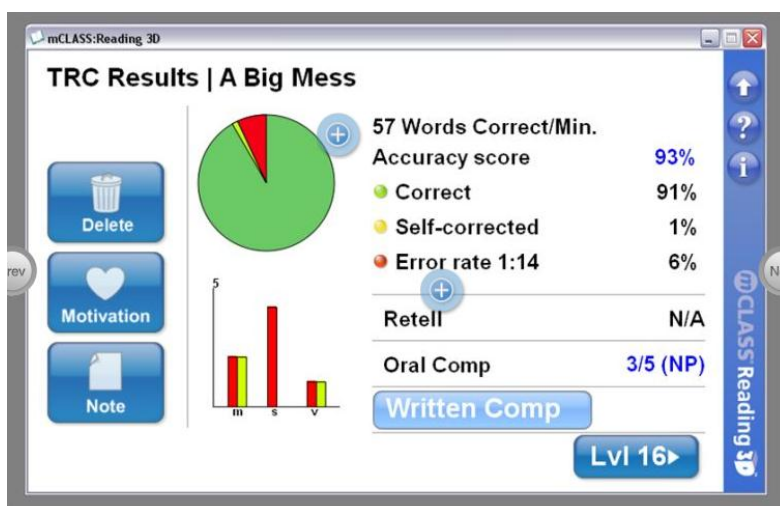 mCLASS:Reading 3D
TRC Results | A Big Mess
57 Words Correct/Min.
Accuracy score 93%
Correct 91%
Self-corrected 1%
Error rate 1:14 6%
Retell N/A
Oral Comp 3/5 (NP)
Written Comp
Lvl 16
Delete
Motivation
Note
5
m s v
rev
N
?
i
mCLASS Reading 3D